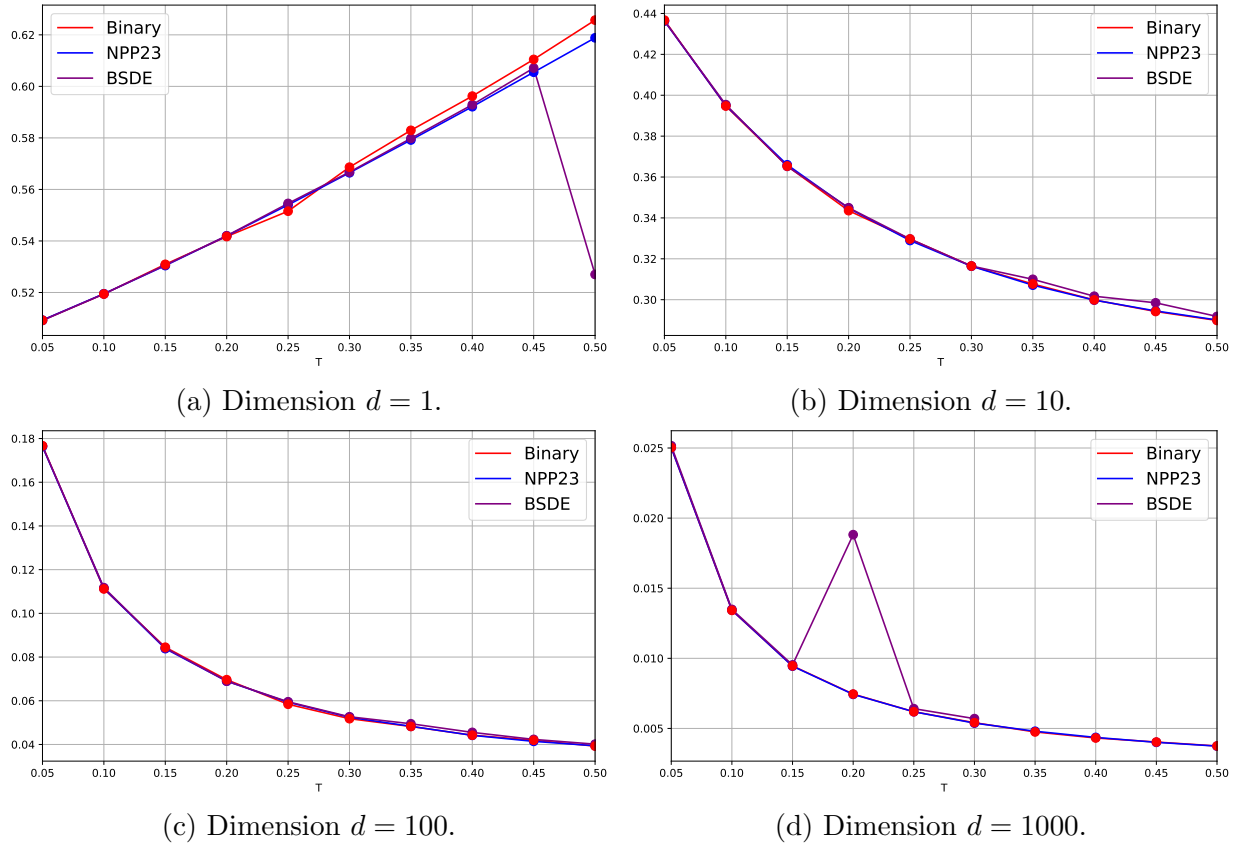 0.62
0.60
0.58
0.56
0.54
0.52
Binary
NPP23
BSDE
0.05 0.10 0.15 0.20 0.25 0.30 0.35 0.40 0.45 0.50
T
(a) Dimension d = 1.
0.44
0.42
0.40
0.38
0.36
0.34
0.32
0.30
Binary
NPP23
BSDE
0.05 0.10 0.15 0.20 0.25 0.30 0.35 0.40 0.45 0.50
T
(b) Dimension d = 10.
0.18
0.16
0.14
0.12
0.10
0.08
0.06
0.04
Binary
NPP23
BSDE
0.05 0.10 0.15 0.20 0.25 0.30 0.35 0.40 0.45 0.50
T
(c) Dimension d = 100.
0.025
0.020
0.015
0.010
0.005
Binary
NPP23
BSDE
0.05 0.10 0.15 0.20 0.25 0.30 0.35 0.40 0.45 0.50
T
(d) Dimension d = 1000.